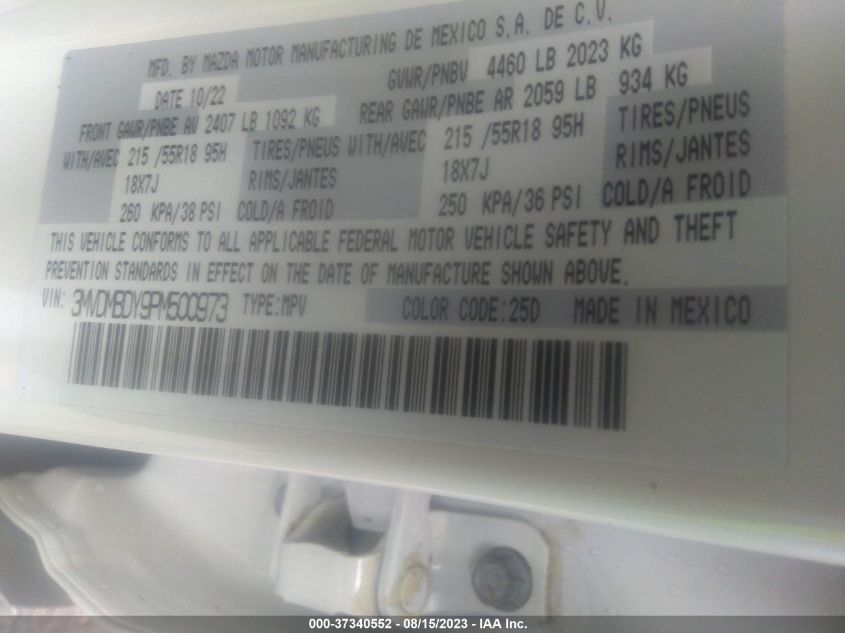 MFD. BY MAZDA MOTOR MANUFACTURING DE MEXICO S.A. DE C.V.
DATE 10/22 GVWR/PNBV 4460 LB 2023 KG
FRONT GAWR/PNBE AV 2407 LB 1092 KG REAR GAWR/PNBE AR 2059 LB 934 KG
WITH/AVEC 215 /55R18 95H TIRES/PNEUS WITH/AVEC 215 /55R18 95H TIRES/PNEUS
18X7J RIMS/JANTES 18X7J RIMS/JANTES
260 KPA/38 PSI COLD/A FROID 250 KPA/36 PSI COLD/A FROID
THIS VEHICLE CONFORMS TO ALL APPLICABLE FEDERAL MOTOR VEHICLE SAFETY AND THEFT
PREVENTION STANDARDS IN EFFECT ON THE DATE OF MANUFACTURE SHOWN ABOVE.
VIN: 3MVDMBDY9PM500973 TYPE:MPV COLOR CODE:25D MADE IN MEXICO
000-37340552 - 08/15/2023 - IAA Inc.